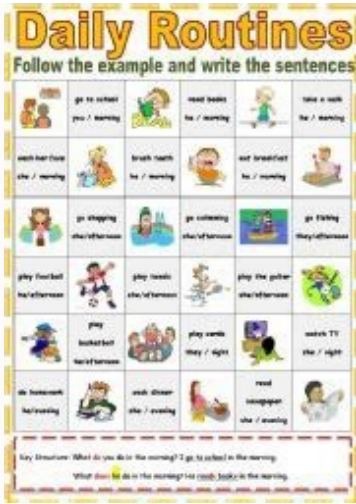 Daily Routines
Follow the example and write the sentences
go to school
you / morning
read books
he / morning
take a walk
he / morning
wash her face
she / morning
brush teeth
he / morning
eat breakfast
he / morning
go shopping
she/afternoon
go swimming
she/afternoon
go fishing
they/afternoon
play football
he/afternoon
play tennis
she/afternoon
play the guitar
she/afternoon
play
basketball
he/afternoon
play cards
they / night
watch TV
she / night
do homework
he/evening
cook dinner
she / evening
read
newspaper
she / evening
Key Structure: What do you do in the morning? I go to school in the morning.
What does he do in the morning? He reads books in the morning.